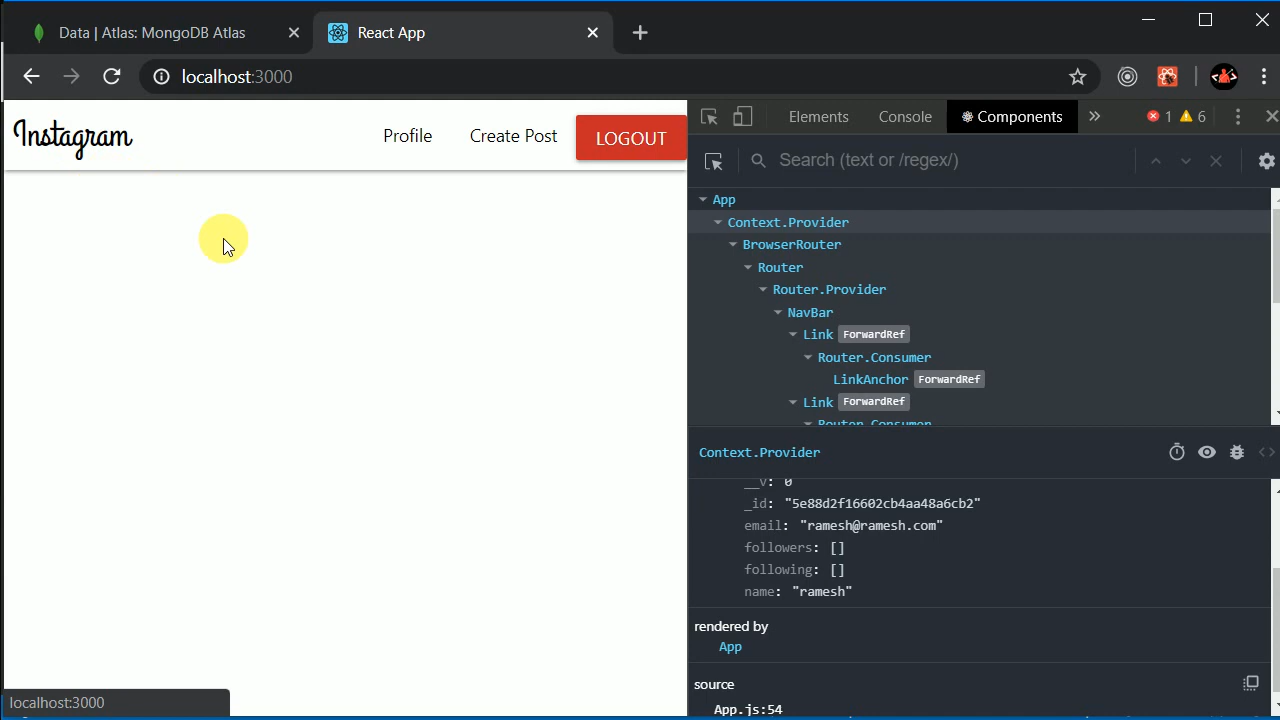 Data | Atlas: MongoDB Atlas
React App
localhost:3000
Instagram
Profile
Create Post
LOGOUT
Elements
Console
Components
1
6
Search (text or /regex/)
App
Context.Provider
BrowserRouter
Router
Router.Provider
NavBar
Link ForwardRef
Router.Consumer
LinkAnchor ForwardRef
Link ForwardRef
Router.Consumer
Context.Provider
__v: 0
_id: "5e88d2f16602cb4aa48a6cb2"
email: "ramesh@ramesh.com"
followers: []
following: []
name: "ramesh"
rendered by
App
source
App.js:54
localhost:3000